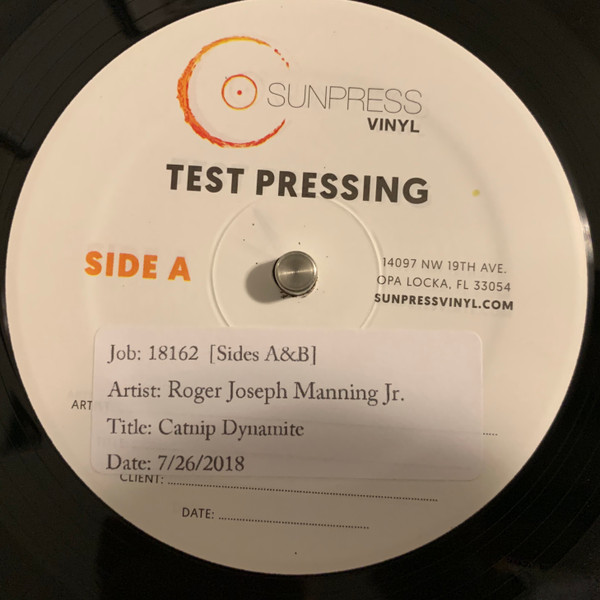 SUNPRESS
VINYL
TEST PRESSING
SIDE A
14097 NW 19TH AVE.
OPA LOCKA, FL 33054
SUNPRESSVINYL.COM
Job: 18162 [Sides A&B]
Artist: Roger Joseph Manning Jr.
Title: Catnip Dynamite
Date: 7/26/2018
CLIENT:
DATE: